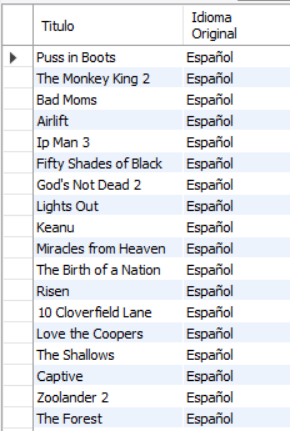 Titulo Idioma Original
Puss in Boots Español
The Monkey King 2 Español
Bad Moms Español
Airlift Español
Ip Man 3 Español
Fifty Shades of Black Español
God's Not Dead 2 Español
Lights Out Español
Keanu Español
Miracles from Heaven Español
The Birth of a Nation Español
Risen Español
10 Cloverfield Lane Español
Love the Coopers Español
The Shallows Español
Captive Español
Zoolander 2 Español
The Forest Español